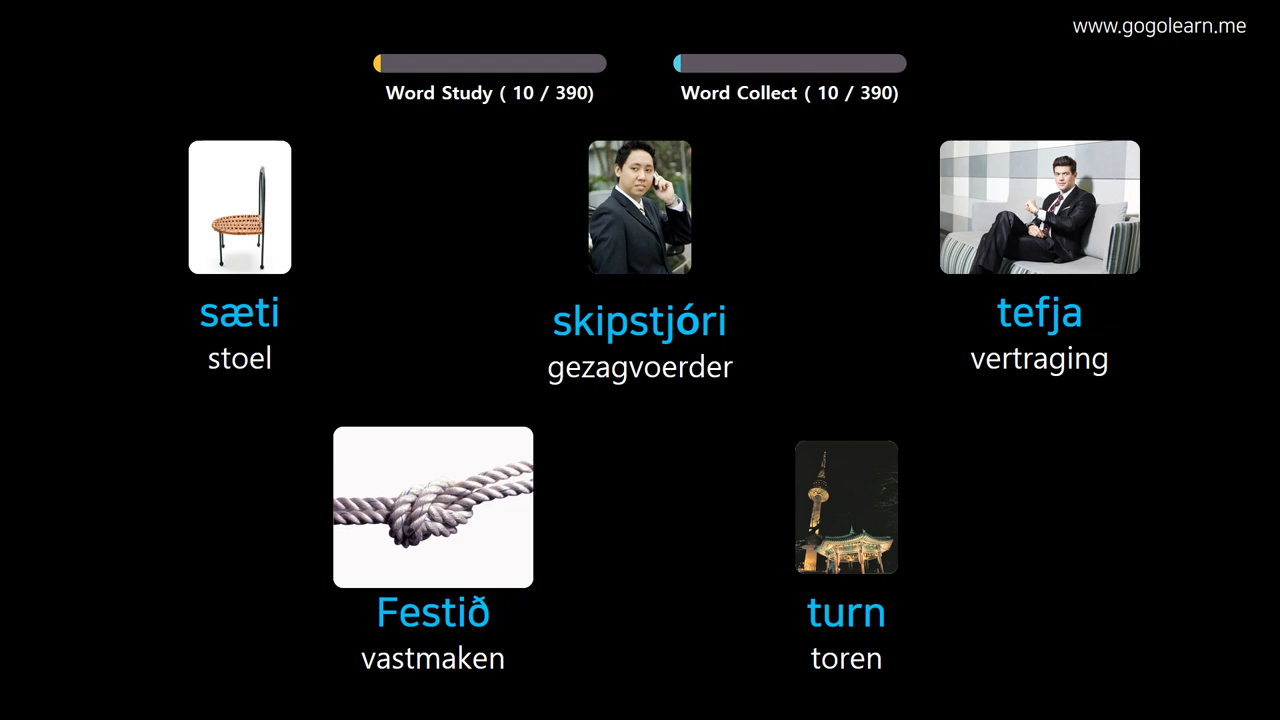 www.gogolearn.me
Word Study ( 10 / 390)
Word Collect ( 10 / 390)
sæti
stoel
skipstjóri
gezagvoerder
tefja
vertraging
Festið
vastmaken
turn
toren